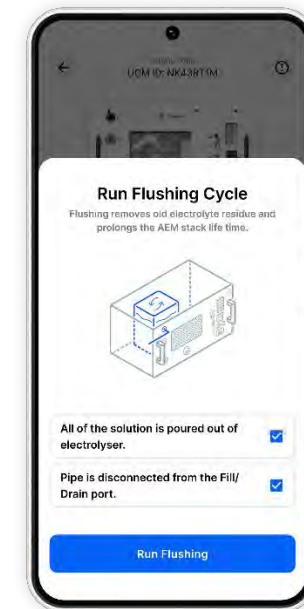 UCM ID: NK43BT1M
Run Flushing Cycle
Flushing removes old electrolyte residue and
prolongs the AEM stack life time.
All of the solution is poured out of
electrolyser.
Pipe is disconnected from the Fill/
Drain port.
Run Flushing